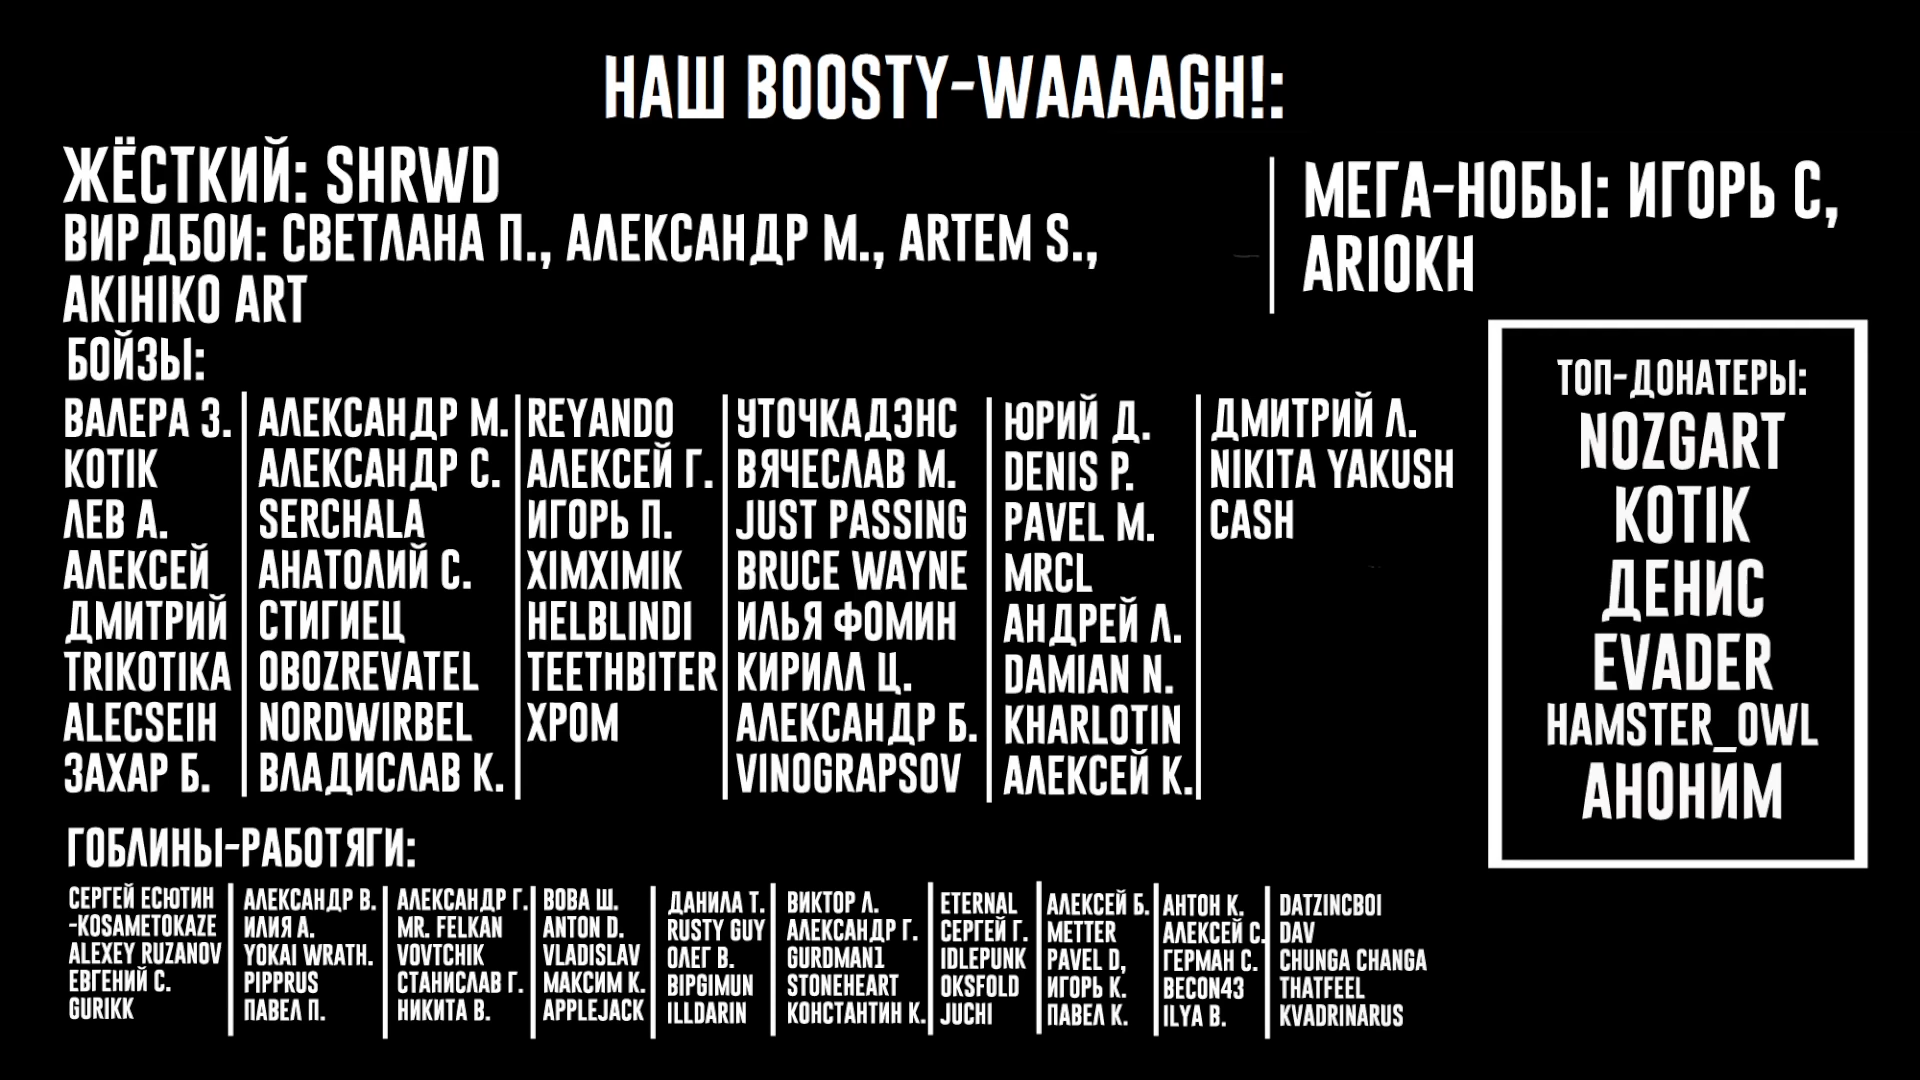 НАШ BOOSTY-WAAAAGH!:
ЖЁСТКИЙ: SHRWD
ВИРДБОИ: СВЕТЛАНА П., АЛЕКСАНДР М., ARTEM S.,
AKIHIKO ART
МЕГА-НОБЫ: ИГОРЬ С,
ARIOKH
БОЙЗЫ:
ВАЛЕРА З.
KOTIK
ЛЕВ А.
АЛЕКСЕЙ
ДМИТРИЙ
TRIKOTIKA
ALECSEIH
ЗАХАР Б.
АЛЕКСАНДР М.
АЛЕКСАНДР С.
SERCHALA
АНАТОЛИЙ С.
СТИГИЕЦ
OBOZREVATEL
NORDWIRBEL
ВЛАДИСЛАВ К.
REYANDO
АЛЕКСЕЙ Г.
ИГОРЬ П.
XIMXIMIK
HELBLINDI
TEETHBITER
ХРОМ
УТОЧКАДЭНС
ВЯЧЕСЛАВ М.
JUST PASSING
BRUCE WAYNE
ИЛЬЯ ФОМИН
КИРИЛЛ Ц.
АЛЕКСАНДР Б.
VINOGRAPSOV
ЮРИЙ Д.
DENIS P.
PAVEL M.
MRCL
АНДРЕЙ Л.
DAMIAN N.
KHARLOTIN
АЛЕКСЕЙ К.
ДМИТРИЙ Л.
NIKITA YAKUSH
CASH
ТОП-ДОНАТЕРЫ:
NOZGART
KOTIK
ДЕНИС
EVADER
HAMSTER_OWL
АНОНИМ
ГОБЛИНЫ-РАБОТЯГИ:
СЕРГЕЙ ЕСЮТИН
-KOSAMETOKAZE
ALEXEY RUZANOV
ЕВГЕНИЙ С.
GURIKK
АЛЕКСАНДР В.
ИЛИЯ А.
YOKAI WRATH.
PIPPRUS
ПАВЕЛ П.
АЛЕКСАНДР Г.
MR. FELKAN
VOVTCHIK
СТАНИСЛАВ Г.
НИКИТА В.
ВОВА Ш.
ANTON D.
VLADISLAV
МАКСИМ К.
APPLEJACK
ДАНИЛА Т.
RUSTY GUY
ОЛЕГ В.
BIPGIMUN
ILLDARIN
ВИКТОР Л.
АЛЕКСАНДР Г.
GURDMAN1
STONEHEART
КОНСТАНТИН К.
ETERNAL
СЕРГЕЙ Г.
IDLEPUNK
OKSFOLD
JUCHI
АЛЕКСЕЙ Б.
METTER
PAVEL D,
ИГОРЬ К.
ПАВЕЛ К.
АНТОН К.
АЛЕКСЕЙ С.
ГЕРМАН С.
BECON43
ILYA B.
DATZINCBOI
DAV
CHUNGA CHANGA
THATFEEL
KVADRINARUS